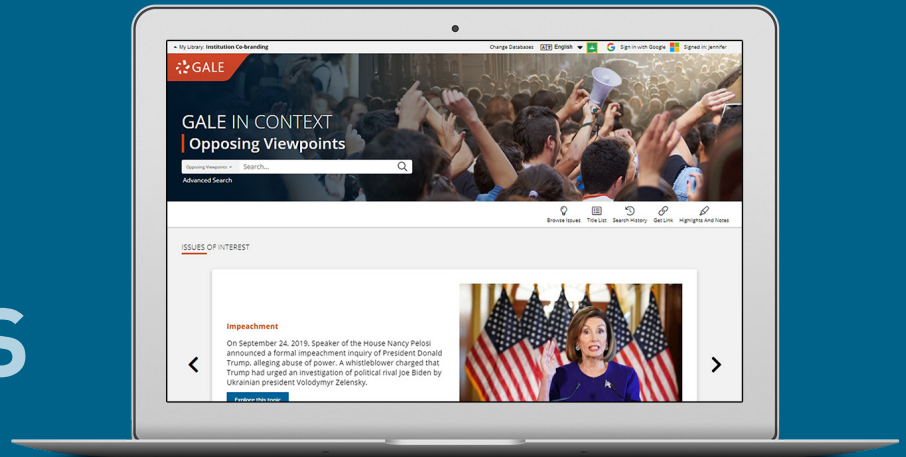 My Library: Institution Co-branding
Change Databases English Sign in with Google Signed in: Jennifer
GALE
GALE IN CONTEXT
Opposing Viewpoints
Opposing Viewpoints Search...
Advanced Search
Browse Issues Title List Search History Get Link Highlights And Notes
ISSUES OF INTEREST
Impeachment
On September 24, 2019, Speaker of the House Nancy Pelosi
announced a formal impeachment inquiry of President Donald
Trump, alleging abuse of power. A whistleblower charged that
Trump had urged an investigation of political rival Joe Biden by
Ukrainian president Volodymyr Zelensky.
Explore this topic
s